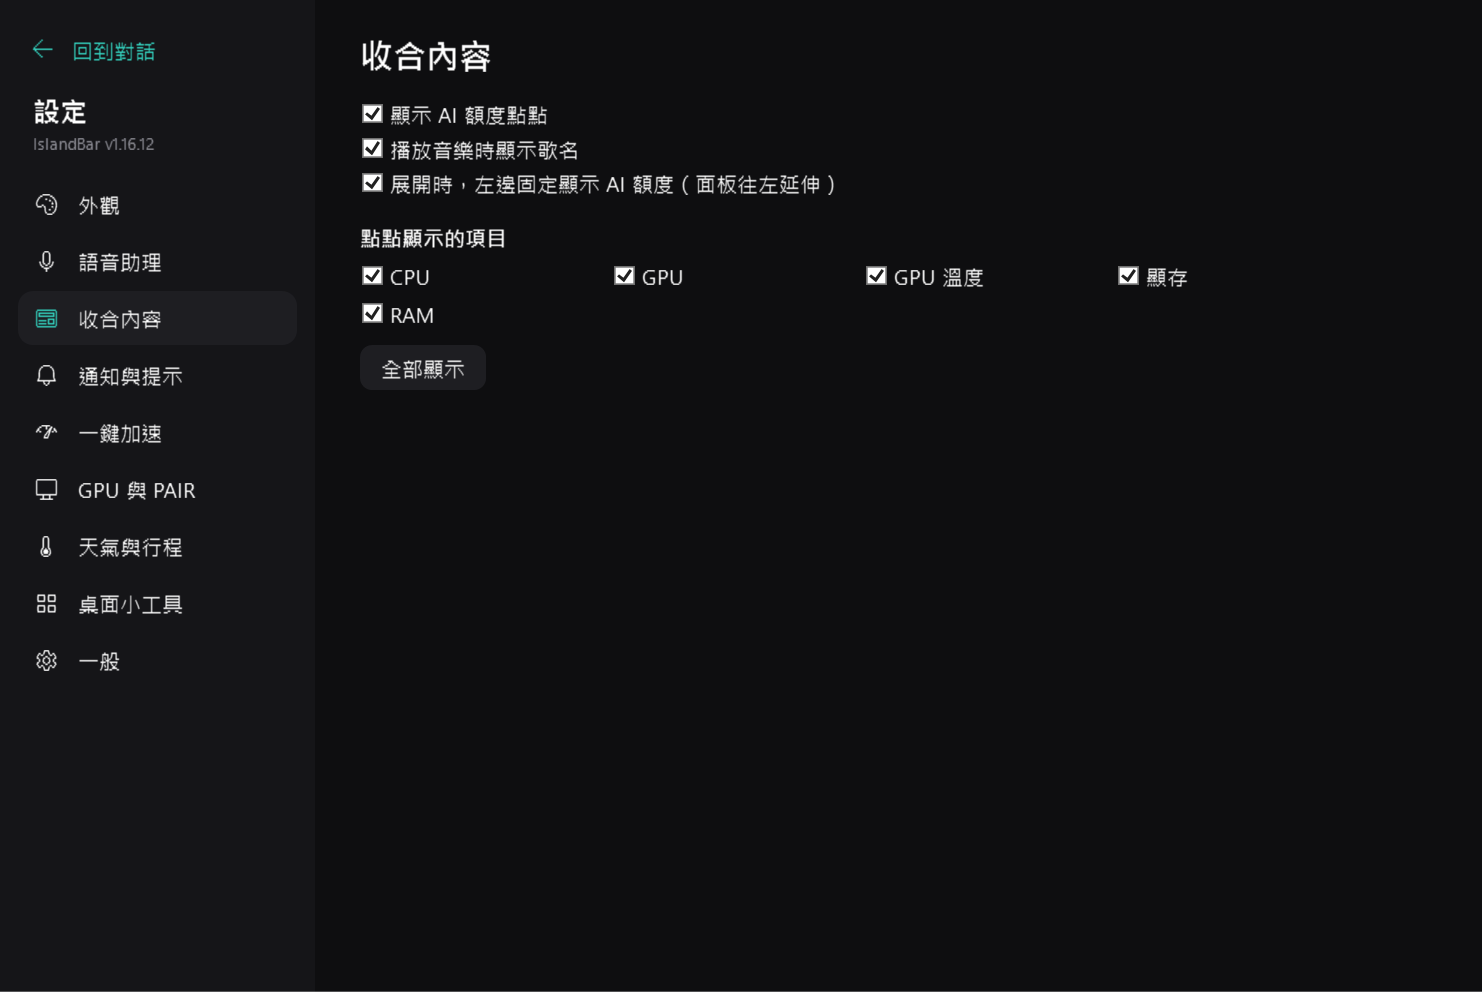 回到對話
設定
IslandBar v1.16.12
外觀
語音助理
收合內容
通知與提示
一鍵加速
GPU 與 PAIR
天氣與行程
桌面小工具
一般
收合內容
顯示 AI 額度點點
播放音樂時顯示歌名
展開時，左邊固定顯示 AI 額度（面板往左延伸）
點點顯示的項目
CPU GPU GPU 溫度 顯存
RAM
全部顯示